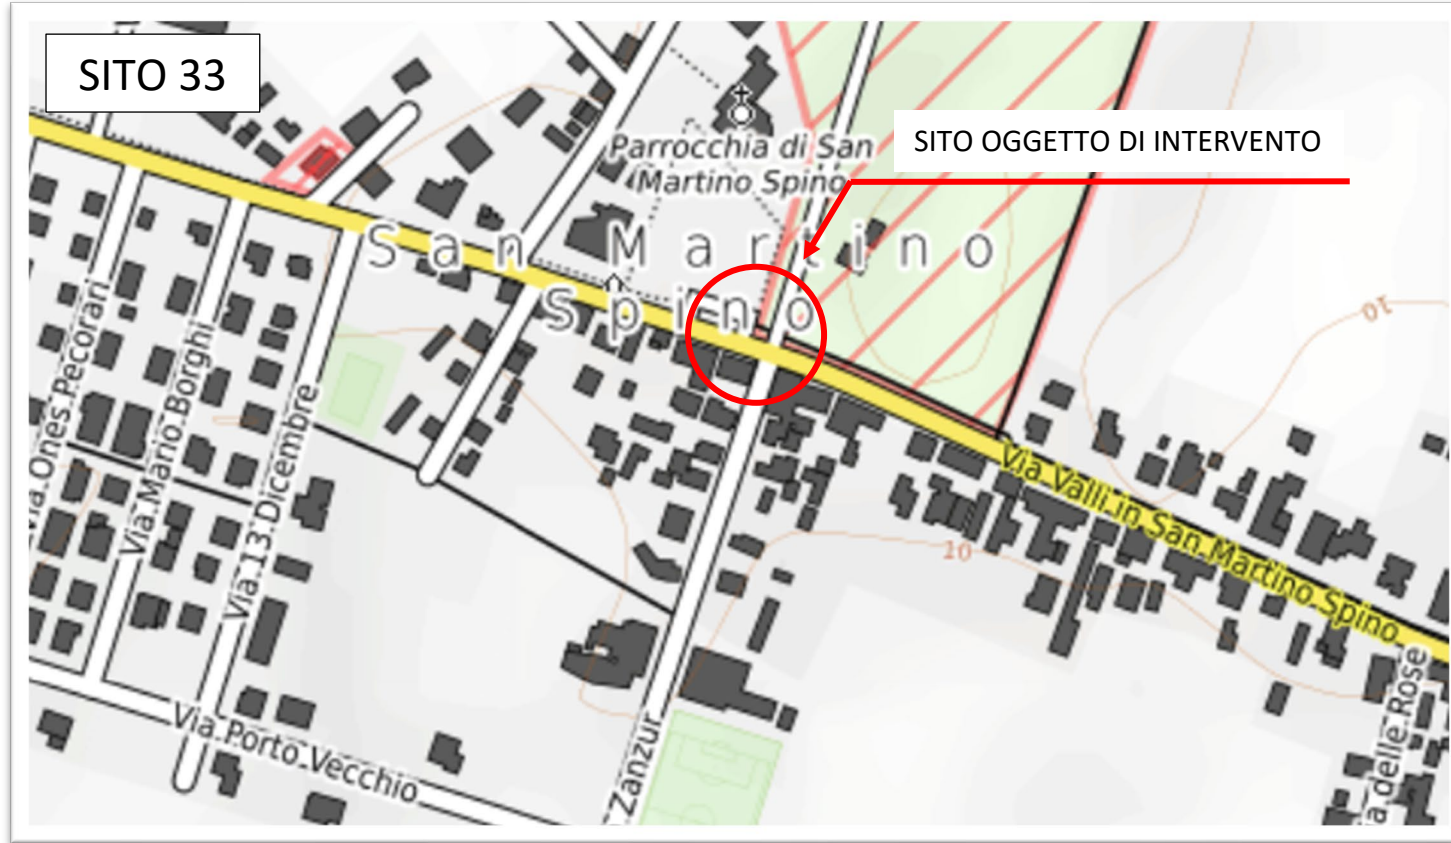 SITO 33
SITO OGGETTO DI INTERVENTO
Parrocchia di San
Martino Spino
San Martino
Spino
10
10
Via Ones Pecorari
Via Mario Borghi
Via 13 Dicembre
Via Valli in San Martino Spino
Via Porto Vecchio
Zanzur
a delle Rose